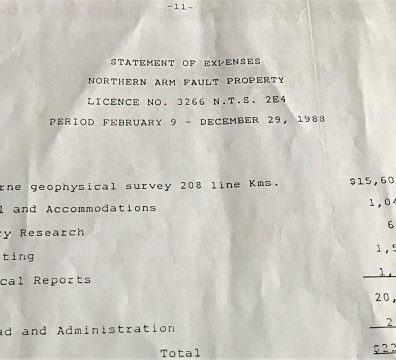 -11-
STATEMENT OF EXPENSES
NORTHERN ARM FAULT PROPERTY
LICENCE NO. 3266 N.T.S. 2E4
PERIOD FEBRUARY 9 - DECEMBER 29, 1988
rne geophysical survey 208 line Kms. $15,60
l and Accommodations 1,04
ry Research 6
ting 1,5
cal Reports 1,
20,
ad and Administration 2
Total $22